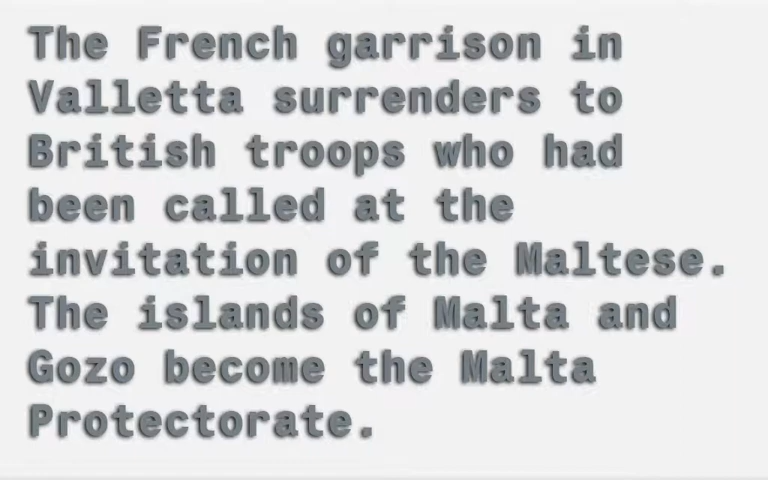 The French garrison in
Valletta surrenders to
British troops who had
been called at the
invitation of the Maltese.
The islands of Malta and
Gozo become the Malta
Protectorate.